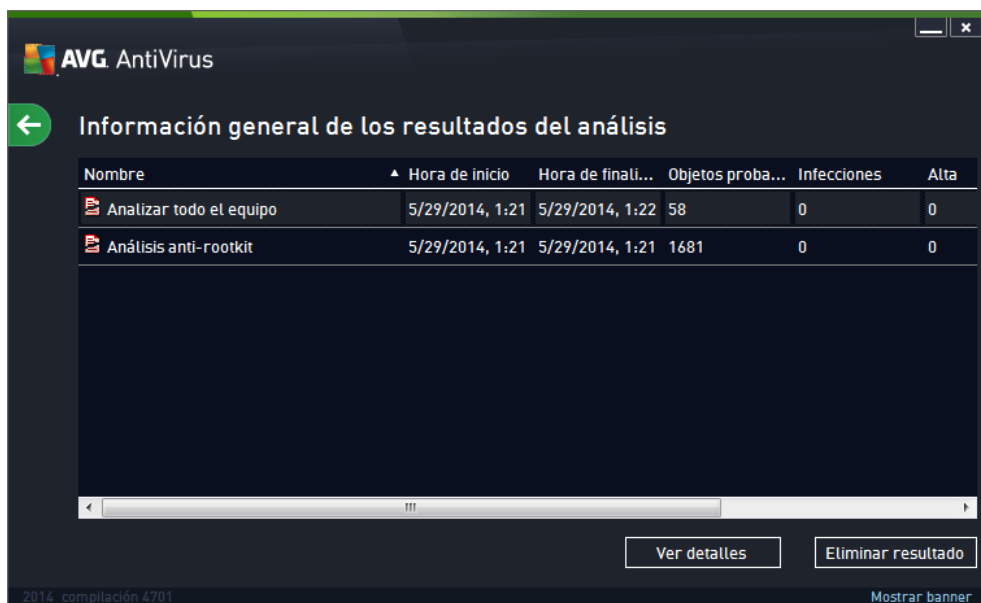 AVG. AntiVirus
Información general de los resultados del análisis
Nombre Hora de inicio Hora de finali... Objetos proba... Infecciones Alta
Analizar todo el equipo 5/29/2014, 1:21 5/29/2014, 1:22 58 0 0
Análisis anti-rootkit 5/29/2014, 1:21 5/29/2014, 1:21 1681 0 0
Ver detalles Eliminar resultado
2014 compilación 4701 Mostrar banner